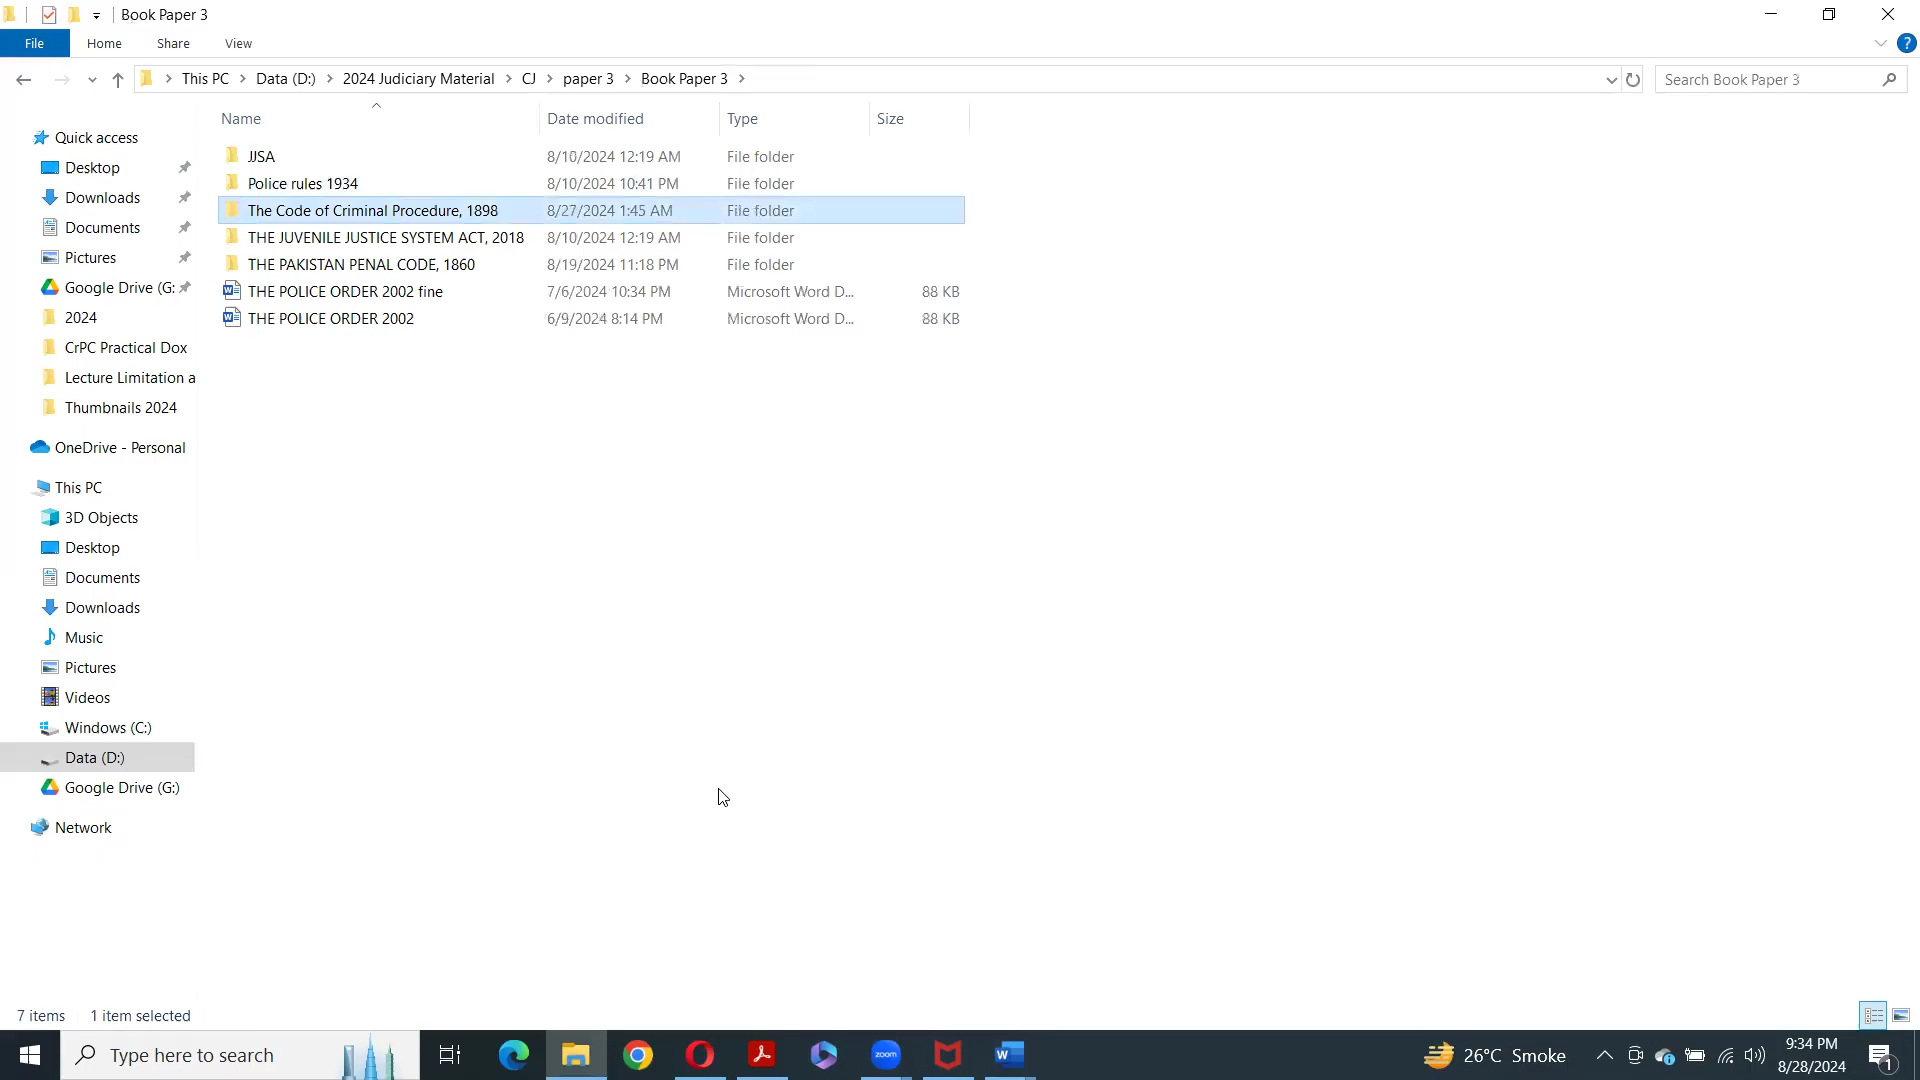 Book Paper 3
File Home Share View
This PC Data (D:) 2024 Judiciary Material CJ paper 3 Book Paper 3
Search Book Paper 3
Name Date modified Type Size
Quick access
Desktop
Downloads
Documents
Pictures
Google Drive (G:
2024
CrPC Practical Dox
Lecture Limitation a
Thumbnails 2024
OneDrive - Personal
This PC
3D Objects
Desktop
Documents
Downloads
Music
Pictures
Videos
Windows (C:)
Data (D:)
Google Drive (G:)
Network
JJSA 8/10/2024 12:19 AM File folder
Police rules 1934 8/10/2024 10:41 PM File folder
The Code of Criminal Procedure, 1898 8/27/2024 1:45 AM File folder
THE JUVENILE JUSTICE SYSTEM ACT, 2018 8/10/2024 12:19 AM File folder
THE PAKISTAN PENAL CODE, 1860 8/19/2024 11:18 PM File folder
THE POLICE ORDER 2002 fine 7/6/2024 10:34 PM Microsoft Word D... 88 KB
THE POLICE ORDER 2002 6/9/2024 8:14 PM Microsoft Word D... 88 KB
7 items 1 item selected
Type here to search
zoom
26°C Smoke
9:34 PM
8/28/2024
1